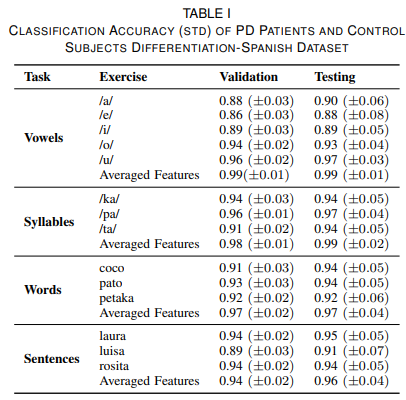 TABLE I
CLASSIFICATION ACCURACY (STD) OF PD PATIENTS AND CONTROL
SUBJECTS DIFFERENTIATION-SPANISH DATASET
Task Exercise Validation Testing
Vowels
/a/ 0.88 (±0.03) 0.90 (±0.06)
/e/ 0.86 (±0.03) 0.88 (±0.08)
/i/ 0.89 (±0.03) 0.89 (±0.05)
/o/ 0.94 (±0.02) 0.93 (±0.04)
/u/ 0.96 (±0.02) 0.97 (±0.03)
Averaged Features 0.99(±0.01) 0.99 (±0.01)
Syllables
/ka/ 0.94 (±0.03) 0.94 (±0.05)
/pa/ 0.96 (±0.01) 0.97 (±0.04)
/ta/ 0.91 (±0.02) 0.94 (±0.05)
Averaged Features 0.98 (±0.01) 0.99 (±0.02)
Words
coco 0.91 (±0.03) 0.94 (±0.05)
pato 0.93 (±0.03) 0.94 (±0.05)
petaka 0.92 (±0.02) 0.92 (±0.06)
Averaged Features 0.97 (±0.02) 0.97 (±0.04)
Sentences
laura 0.94 (±0.02) 0.95 (±0.05)
luisa 0.89 (±0.03) 0.91 (±0.07)
rosita 0.94 (±0.02) 0.94 (±0.05)
Averaged Features 0.94 (±0.02) 0.96 (±0.04)